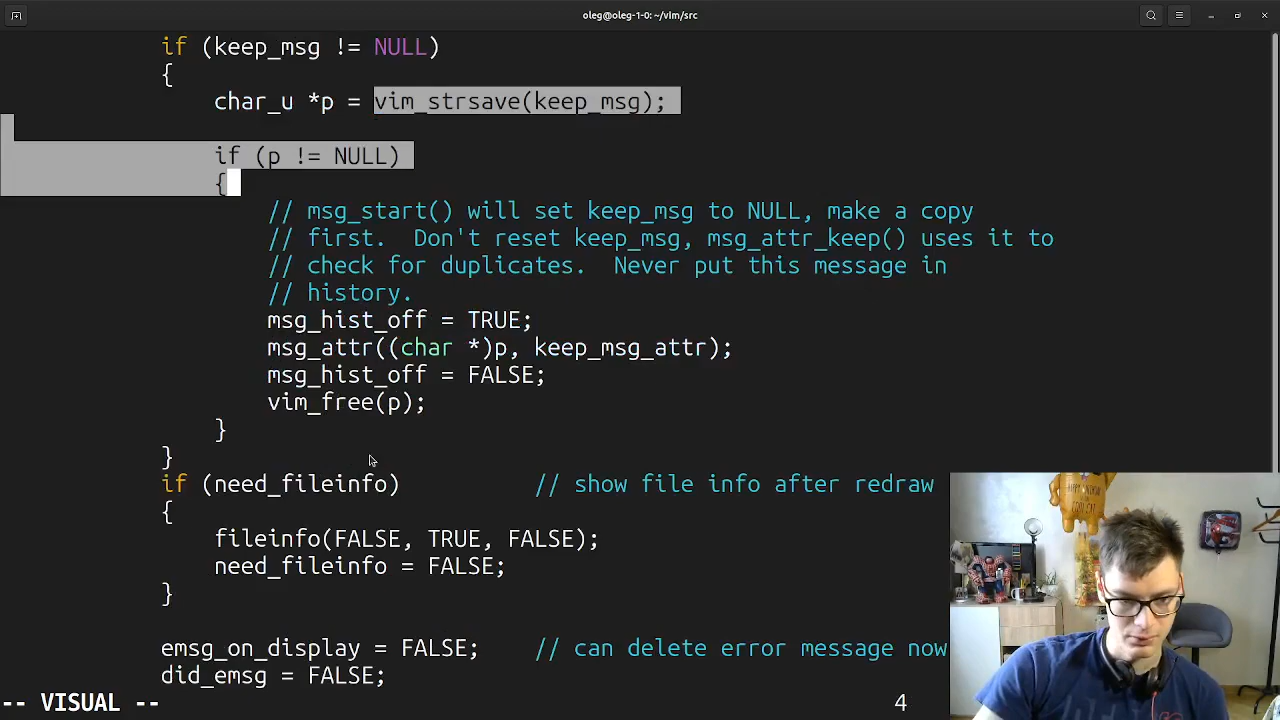 oleg@oleg-1-0: ~/vim/src
if (keep_msg != NULL)
{
char_u *p = vim_strsave(keep_msg);
if (p != NULL)
{
// msg_start() will set keep_msg to NULL, make a copy
// first.  Don't reset keep_msg, msg_attr_keep() uses it to
// check for duplicates.  Never put this message in
// history.
msg_hist_off = TRUE;
msg_attr((char *)p, keep_msg_attr);
msg_hist_off = FALSE;
vim_free(p);
}
}
if (need_fileinfo)          // show file info after redraw
{
fileinfo(FALSE, TRUE, FALSE);
need_fileinfo = FALSE;
}
emsg_on_display = FALSE;    // can delete error message now
did_emsg = FALSE;
-- VISUAL --                                                        4